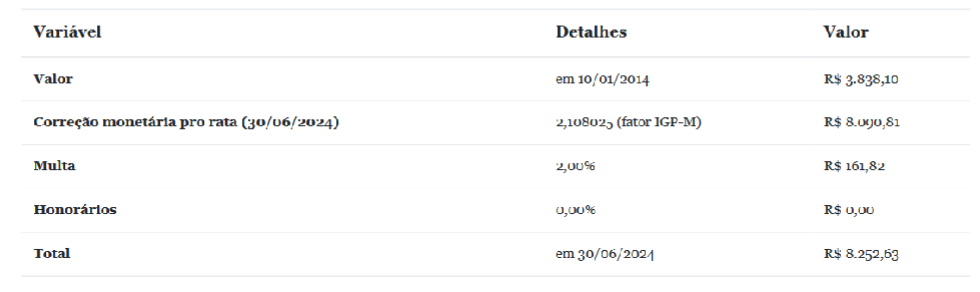 Variável Detalhes Valor
Valor em 10/01/2014 R$ 3.838,10
Correção monetária pro rata (30/06/2024) 2,108025 (fator IGP-M) R$ 8.090,81
Multa 2,00% R$ 161,82
Honorários 0,00% R$ 0,00
Total em 30/06/2024 R$ 8.252,63